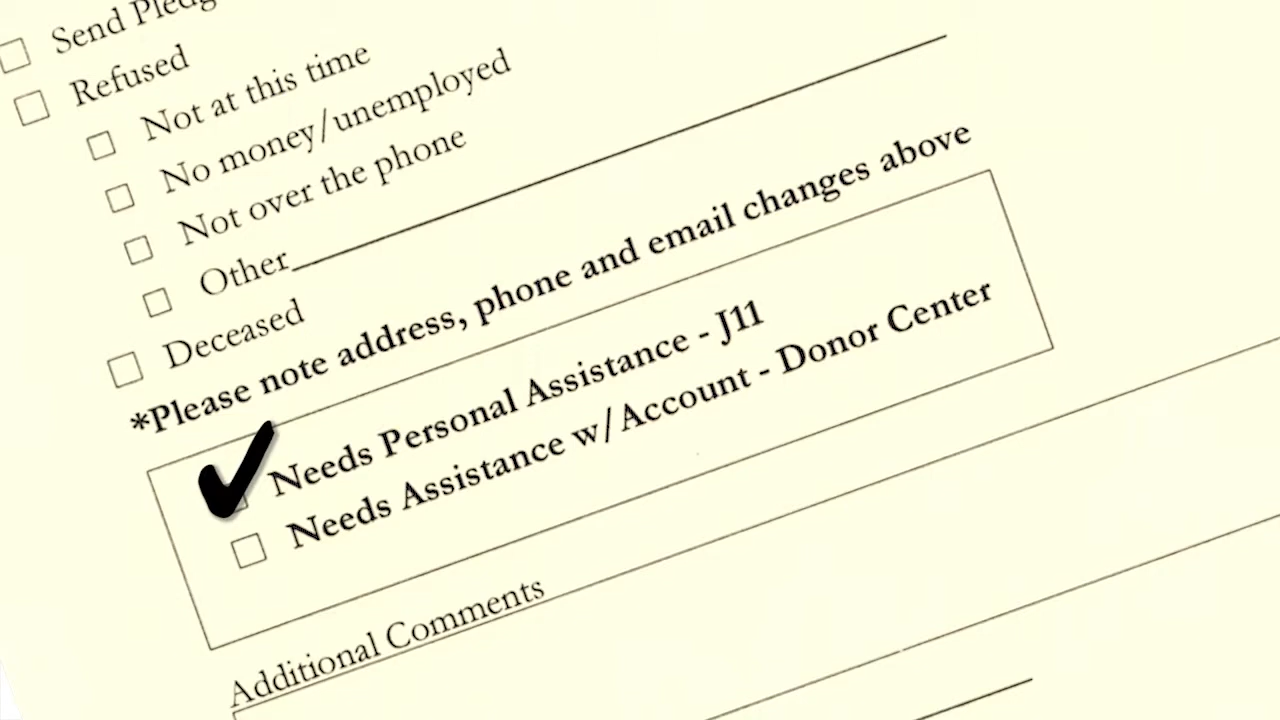 Send Pledg
Refused
Not at this time
No money/unemployed
Not over the phone
Other
Deceased
*Please note address, phone and email changes above
Needs Personal Assistance - J11
Needs Assistance w/Account - Donor Center
Additional Comments